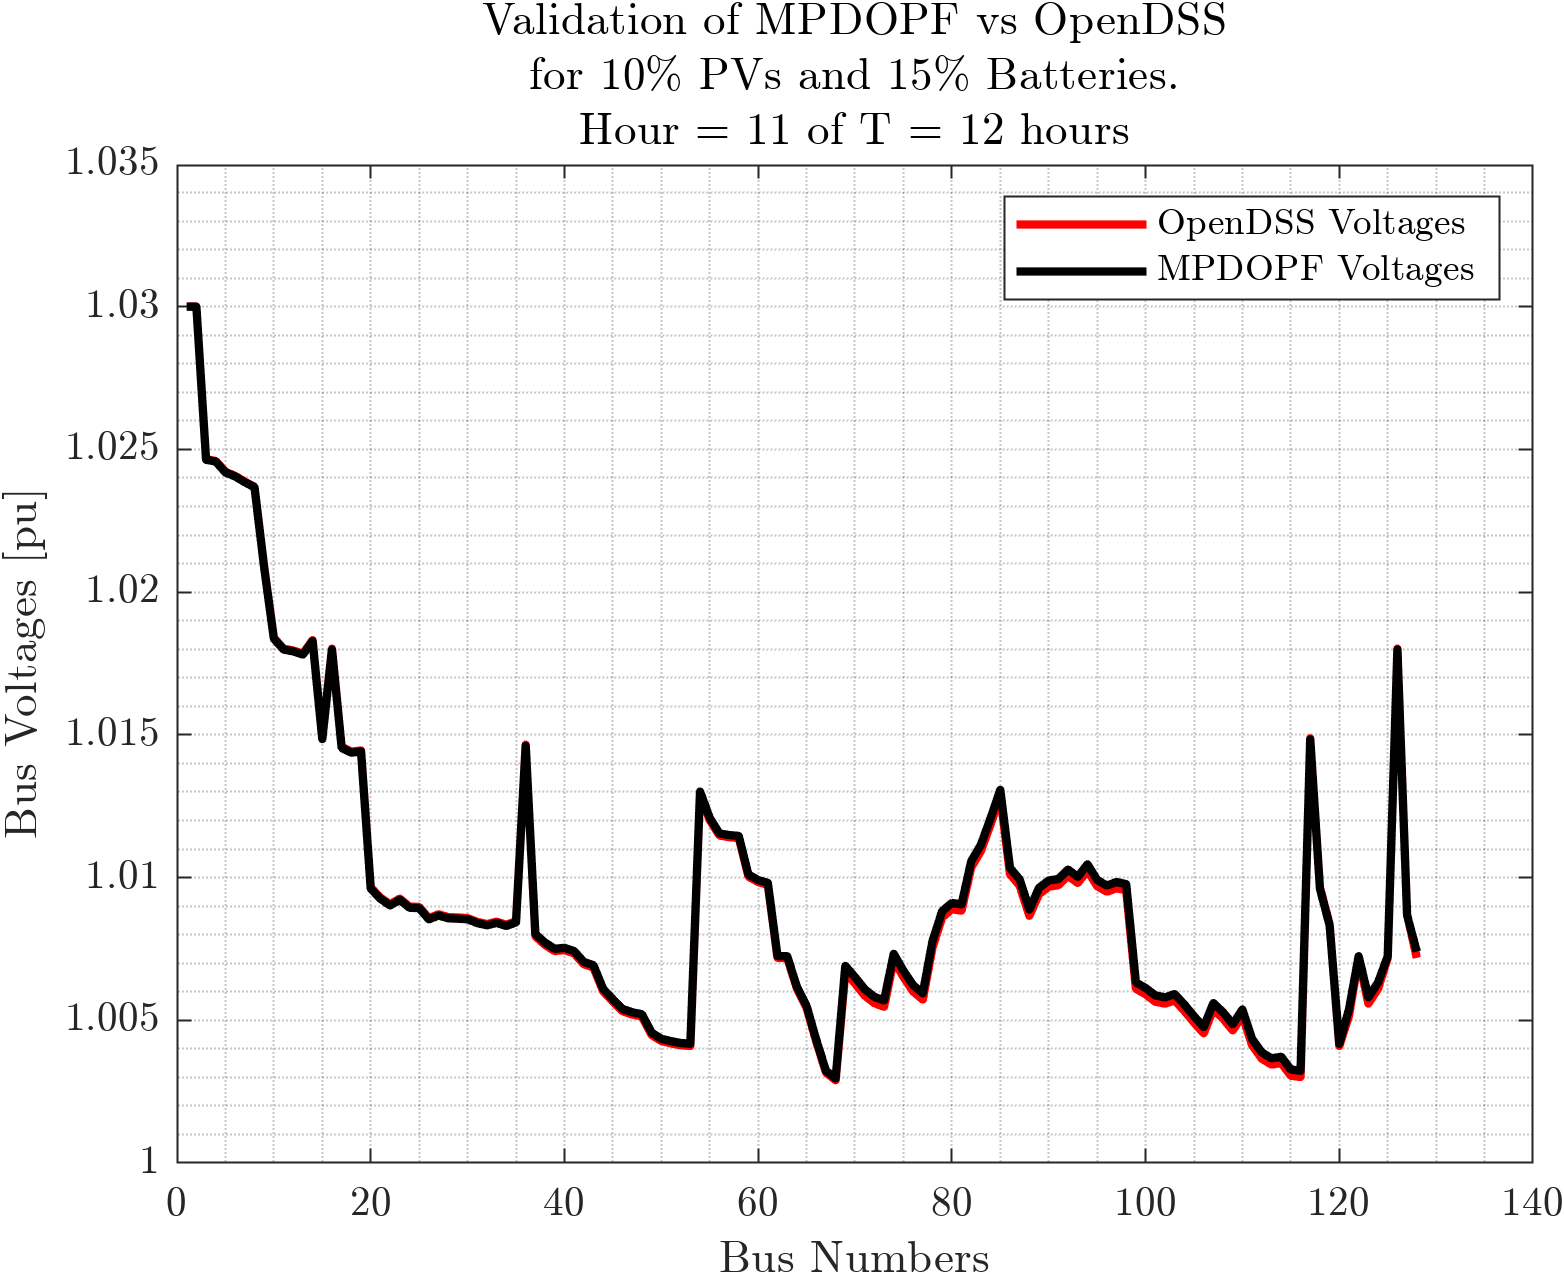 Validation of MPDOPF vs OpenDSS
for 10% PVs and 15% Batteries.
Hour = 11 of T = 12 hours
1.035
1.03
1.025
1.02
1.015
1.01
1.005
1
Bus Voltages [pu]
OpenDSS Voltages
MPDOPF Voltages
0 20 40 60 80 100 120 140
Bus Numbers